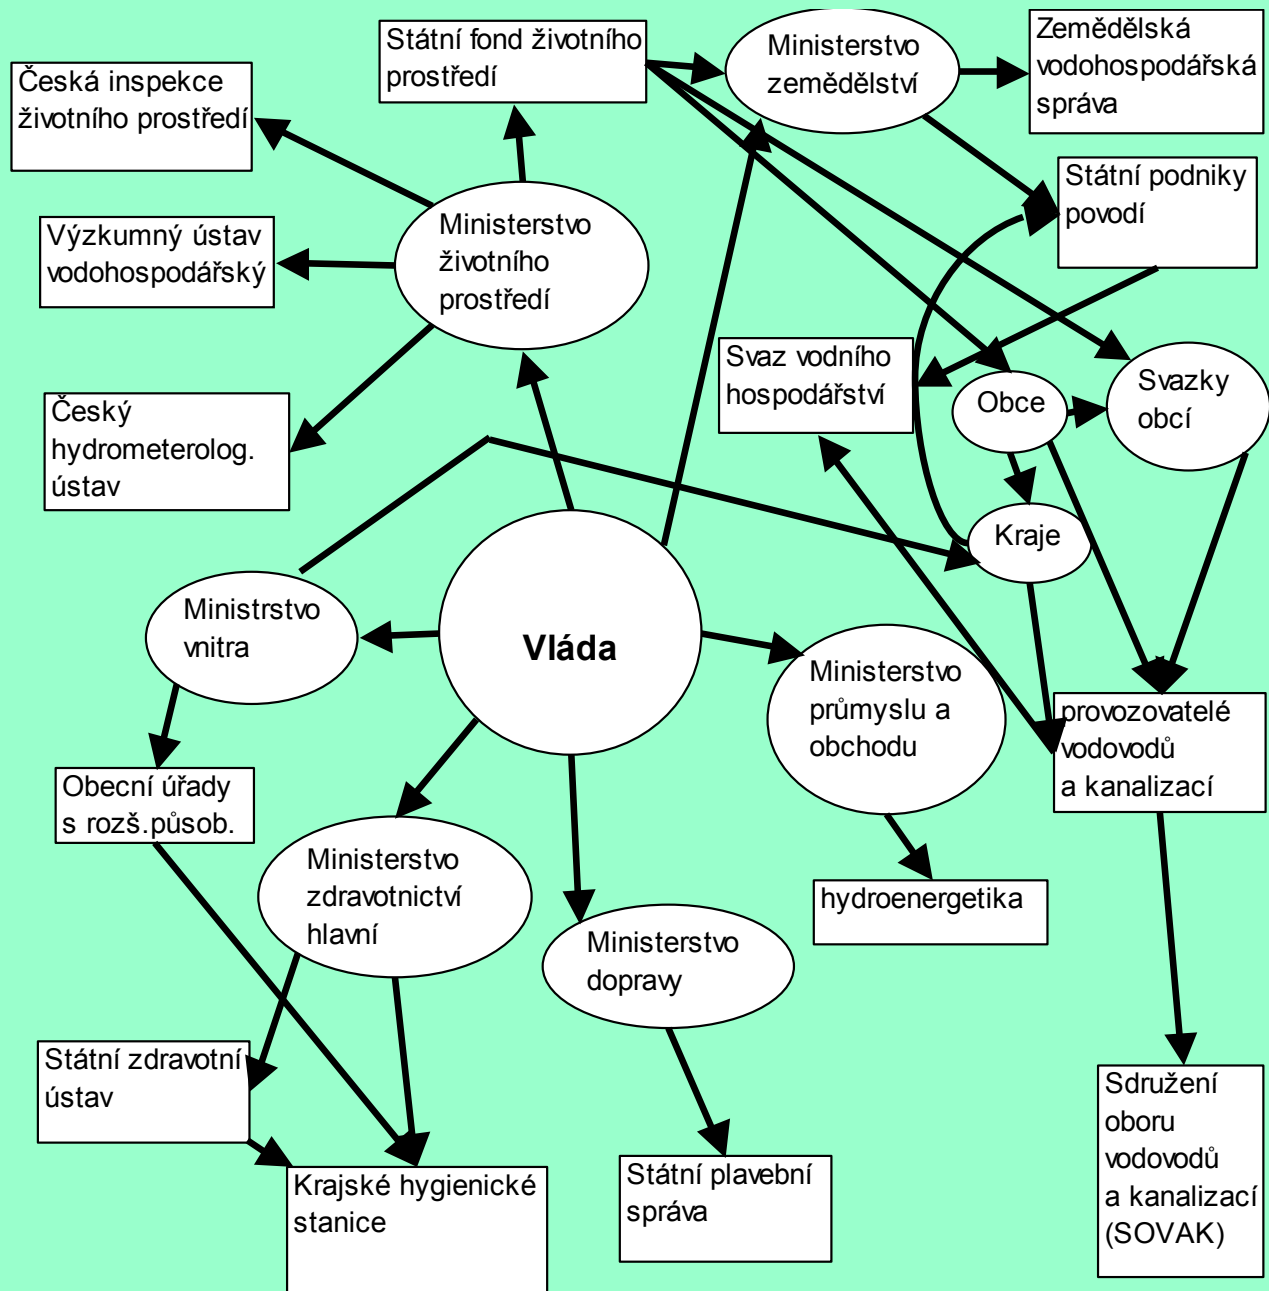 Státní fond životního
prostředí
Ministerstvo
zemědělství
Zemědělská
vodohospodářská
správa
Česká inspekce
životního prostředí
Státní podniky
povodí
Výzkumný ústav
vodohospodářský
Ministerstvo
životního
prostředí
Svaz vodního
hospodářství
Obce
Svazky
obcí
Český
hydrometerolog.
ústav
Kraje
Ministrstvo
vnitra
Vláda
Ministerstvo
průmyslu a
obchodu
provozovatelé
vodovodů
a kanalizací
Obecní úřady
s rozš.působ.
Ministerstvo
zdravotnictví
hlavní
hydroenergetika
Ministerstvo
dopravy
Státní zdravotní
ústav
Sdružení
oboru
vodovodů
a kanalizací
(SOVAK)
Krajské hygienické
stanice
Státní plavební
správa